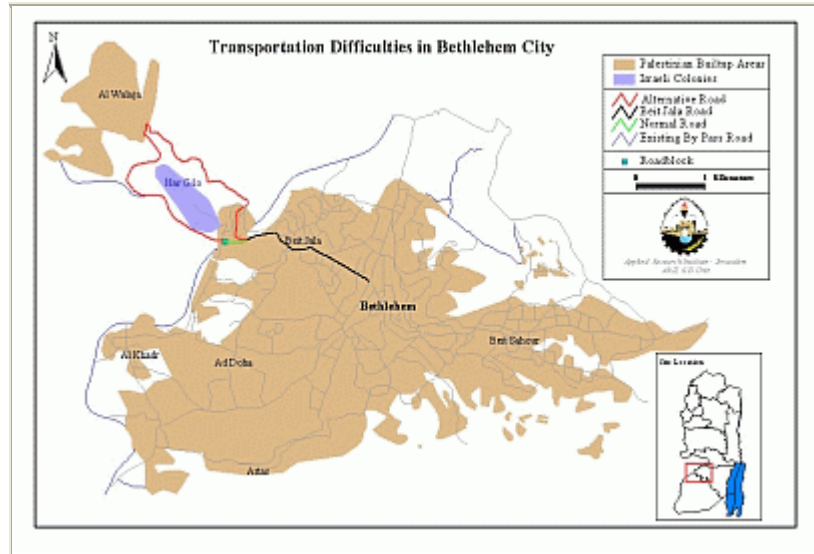 N
Transportation Difficulties in Bethlehem City
Palestinian Builtup Areas
Israeli Colonies
Alternative Road
Beit Jala Road
Normal Road
Existing By Pass Road
Roadblock
0 1 Kilometers
Applied Research Institute - Jerusalem
Al Walaja
Har Gilo
Beit Jala
Bethlehem
Beit Sahour
Al Khadr
Ad Doha
Artas
Location